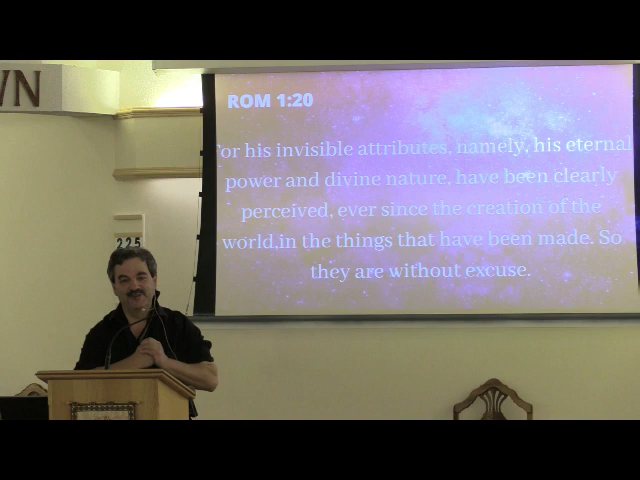 WN
ROM 1:20
or his invisible attributes, namely, his eternal
power and divine nature, have been clearly
perceived, ever since the creation of the
world,in the things that have been made. So
they are without excuse.
225